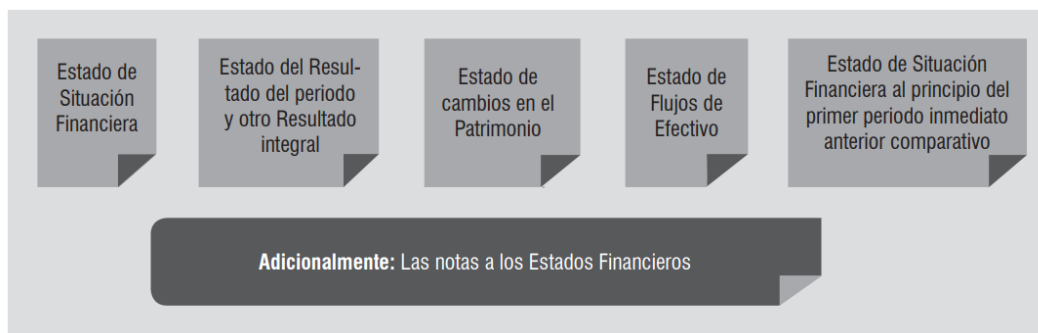 Estado de
Situación
Financiera
Estado del Resul-
tado del periodo
y otro Resultado
integral
Estado de
cambios en el
Patrimonio
Estado de
Flujos de
Efectivo
Estado de Situación
Financiera al principio del
primer periodo inmediato
anterior comparativo
Adicionalmente: Las notas a los Estados Financieros